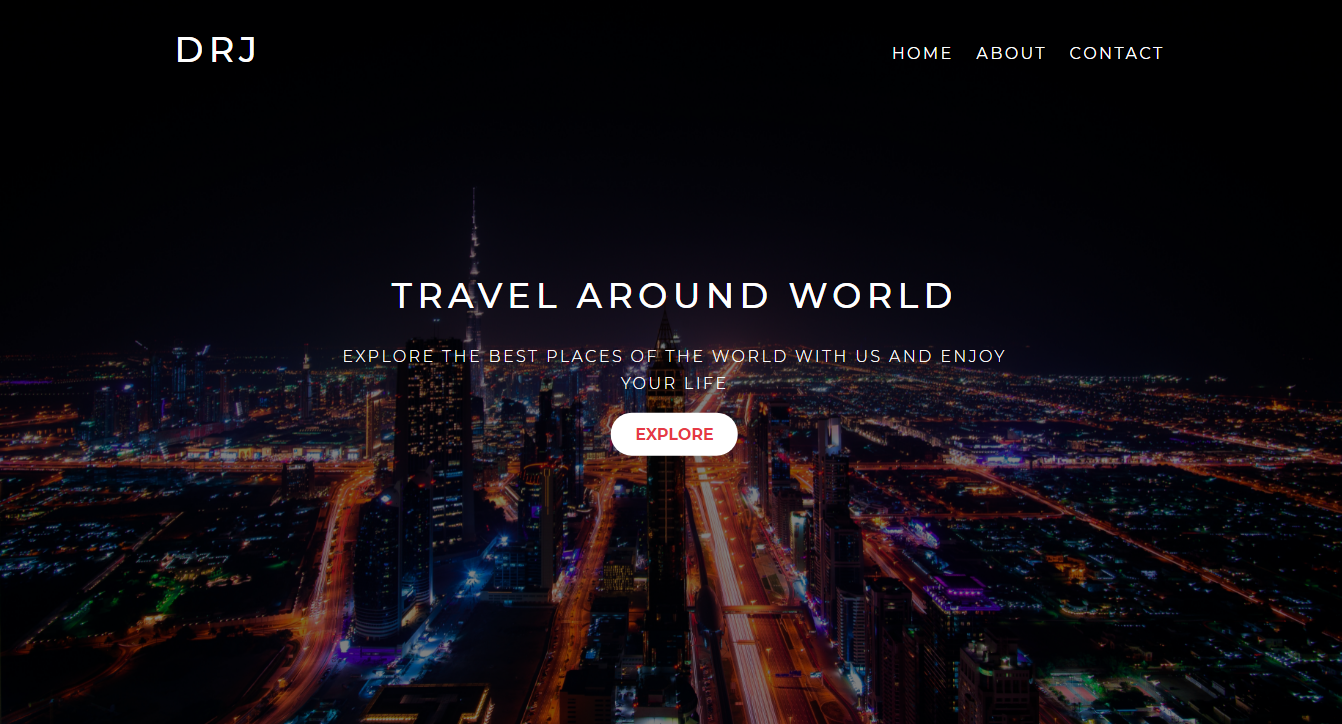 DRJ
HOME ABOUT CONTACT
TRAVEL AROUND WORLD
EXPLORE THE BEST PLACES OF THE WORLD WITH US AND ENJOY
YOUR LIFE
EXPLORE